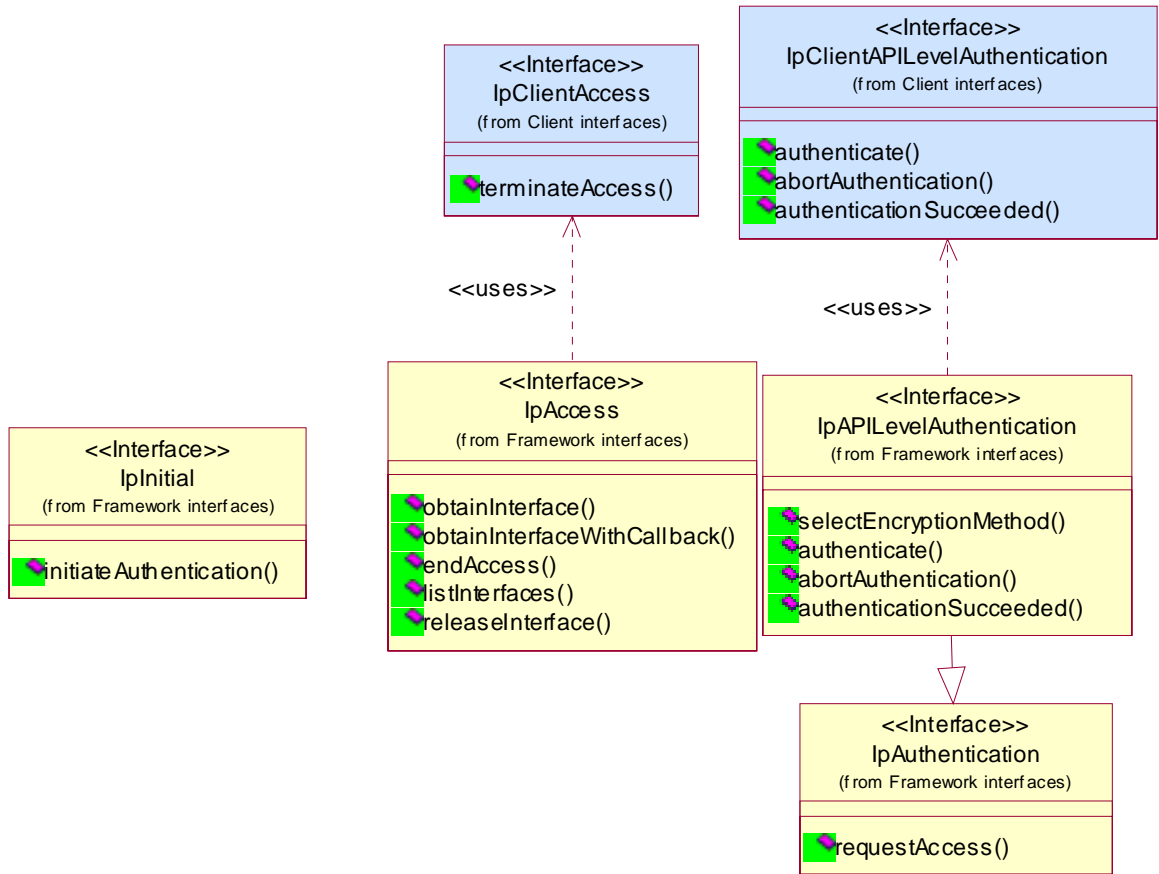 <<Interface>>
IpClientAccess
(from Client interfaces)
terminateAccess()
<<Interface>>
IpClientAPILevelAuthentication
(from Client interfaces)
authenticate()
abortAuthentication()
authenticationSucceeded()
<<uses>>
<<uses>>
<<Interface>>
IpInitial
(from Framework interfaces)
initiateAuthentication()
<<Interface>>
IpAccess
(from Framework interfaces)
obtainInterface()
obtainInterfaceWithCallback()
endAccess()
listInterfaces()
releaseInterface()
<<Interface>>
IpAPILevelAuthentication
(from Framework interfaces)
selectEncryptionMethod()
authenticate()
abortAuthentication()
authenticationSucceeded()
<<Interface>>
IpAuthentication
(from Framework interfaces)
requestAccess()